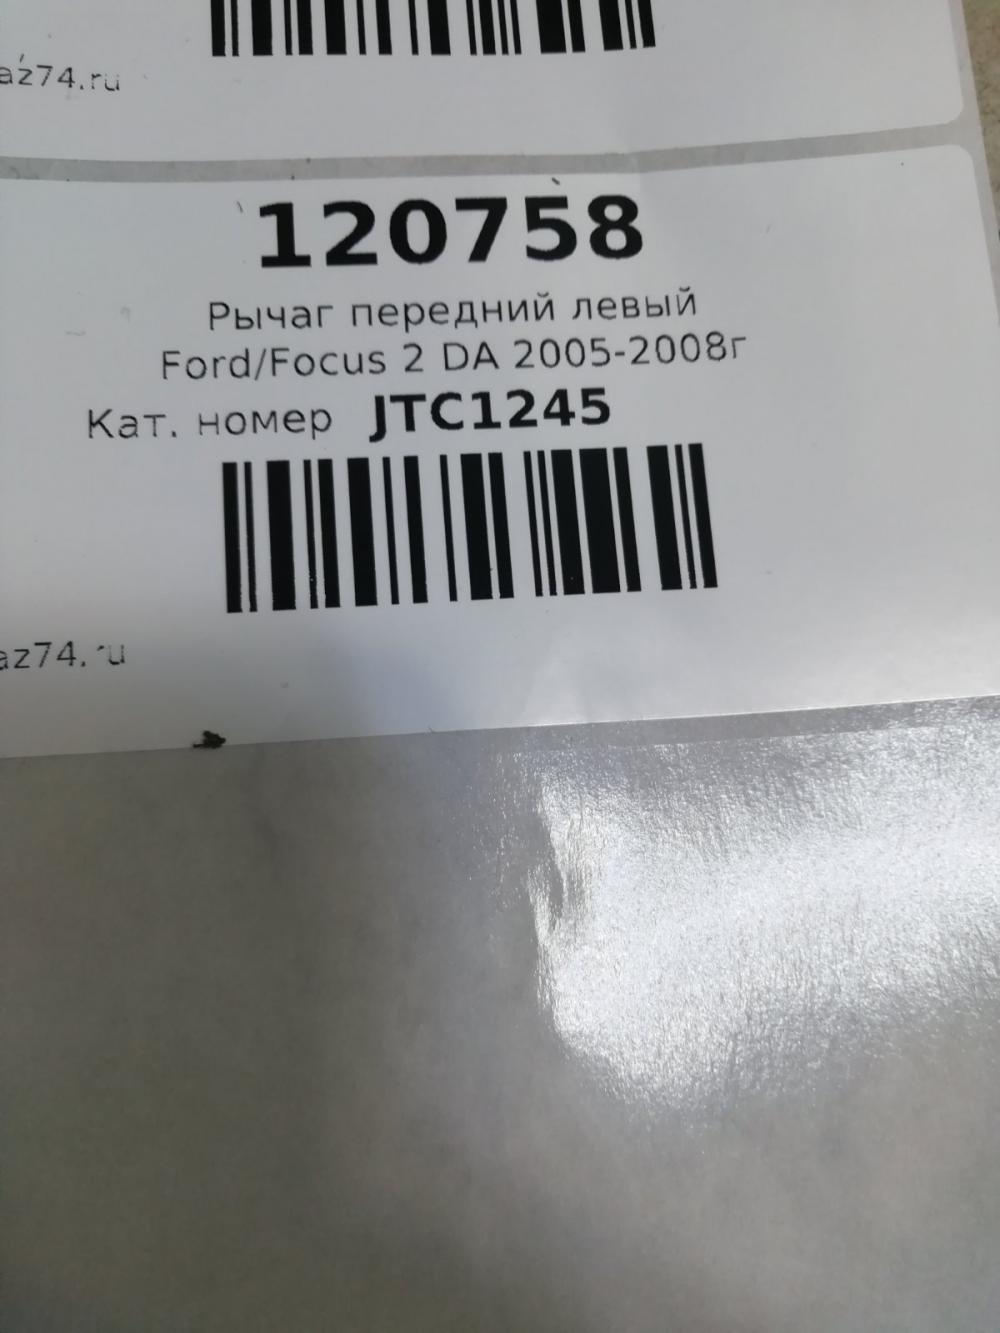 az74.ru
120758
Рычаг передний левый
Ford/Focus 2 DA 2005-2008г
Кат. номер JTC1245
az74.ru